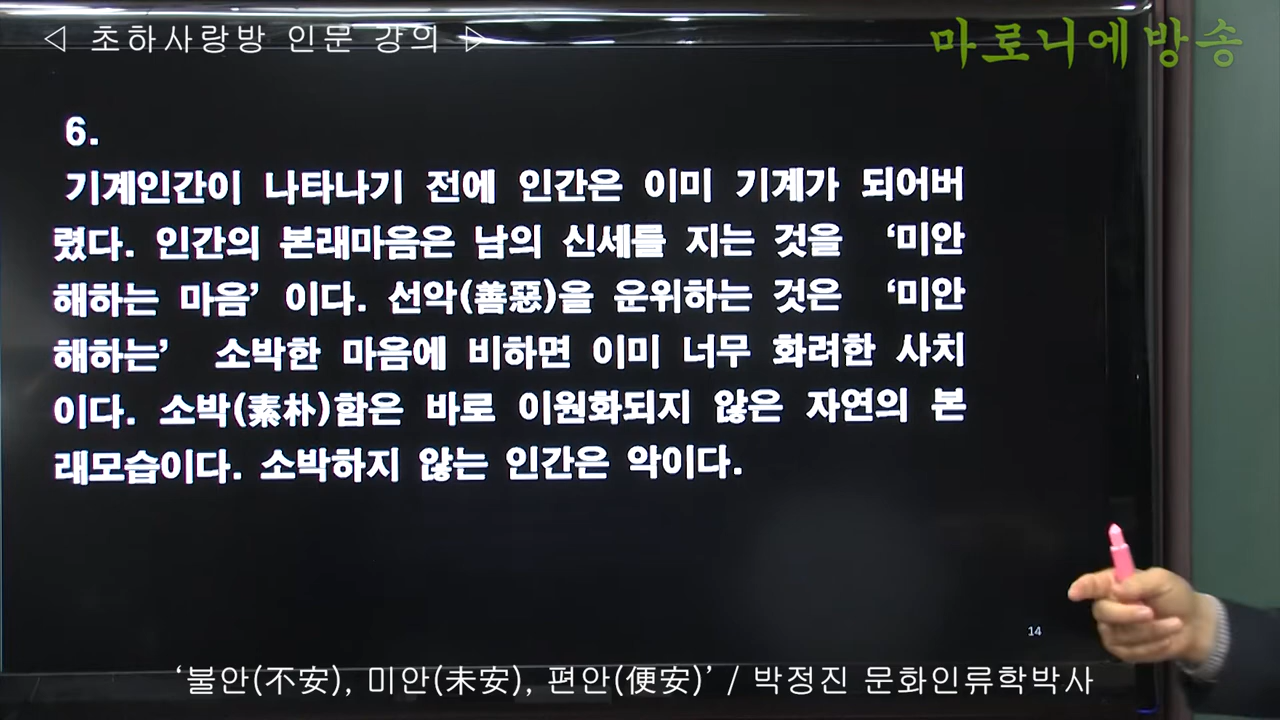 ◁ 초하사랑방 인문 강의 ▷
마로니에방송
6.
기계인간이 나타나기 전에 인간은 이미 기계가 되어버
렸다. 인간의 본래마음은 남의 신세를 지는 것을 ‘미안
해하는 마음’ 이다. 선악(善惡)을 운위하는 것은 ‘미안
해하는’ 소박한 마음에 비하면 이미 너무 화려한 사치
이다. 소박(素朴)함은 바로 이원화되지 않은 자연의 본
래모습이다. 소박하지 않는 인간은 악이다.
14
‘불안(不安), 미안(未安), 편안(便安)’ / 박정진 문화인류학박사